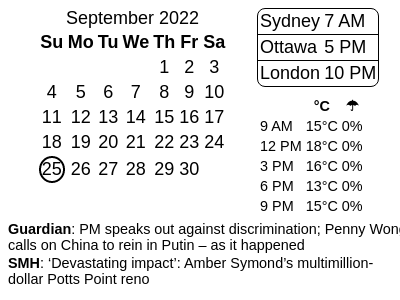 September 2022
Su Mo Tu We Th Fr Sa
1 2 3
4 5 6 7 8 9 10
11 12 13 14 15 16 17
18 19 20 21 22 23 24
25 26 27 28 29 30
Sydney 7 AM
Ottawa 5 PM
London 10 PM
°C ☂
9 AM 15°C 0%
12 PM 18°C 0%
3 PM 16°C 0%
6 PM 13°C 0%
9 PM 15°C 0%
Guardian: PM speaks out against discrimination; Penny Wong
calls on China to rein in Putin – as it happened
SMH: ‘Devastating impact’: Amber Symond’s multimillion-
dollar Potts Point reno